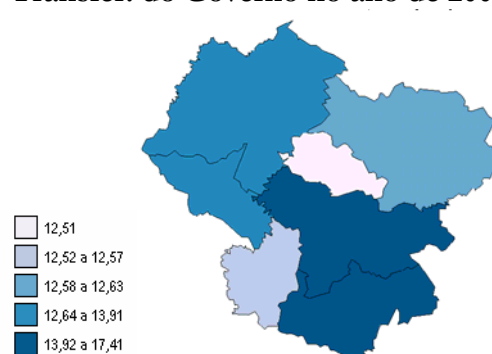 do Governo no ano de
12,51
12,52 a 12,57
12,58 a 12,63
12,64 a 13,91
13,92 a 17,41